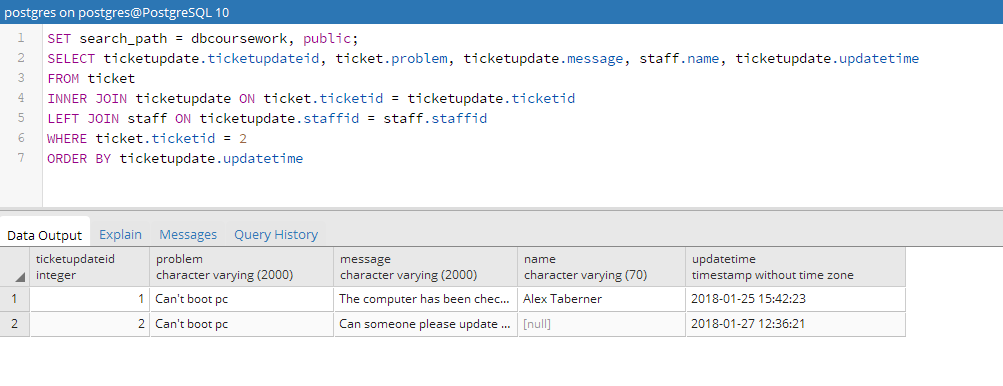 postgres on postgres@PostgreSQL 10
1 SET search_path = dbcoursework, public;
2 SELECT ticketupdate.ticketupdateid, ticket.problem, ticketupdate.message, staff.name, ticketupdate.updatetime
3 FROM ticket
4 INNER JOIN ticketupdate ON ticket.ticketid = ticketupdate.ticketid
5 LEFT JOIN staff ON ticketupdate.staffid = staff.staffid
6 WHERE ticket.ticketid = 2
7 ORDER BY ticketupdate.updatetime
Data Output Explain Messages Query History
ticketupdateid problem message name updatetime
integer character varying (2000) character varying (2000) character varying (70) timestamp without time zone
1 1 Can't boot pc The computer has been chec... Alex Taberner 2018-01-25 15:42:23
2 2 Can't boot pc Can someone please update ... [null] 2018-01-27 12:36:21